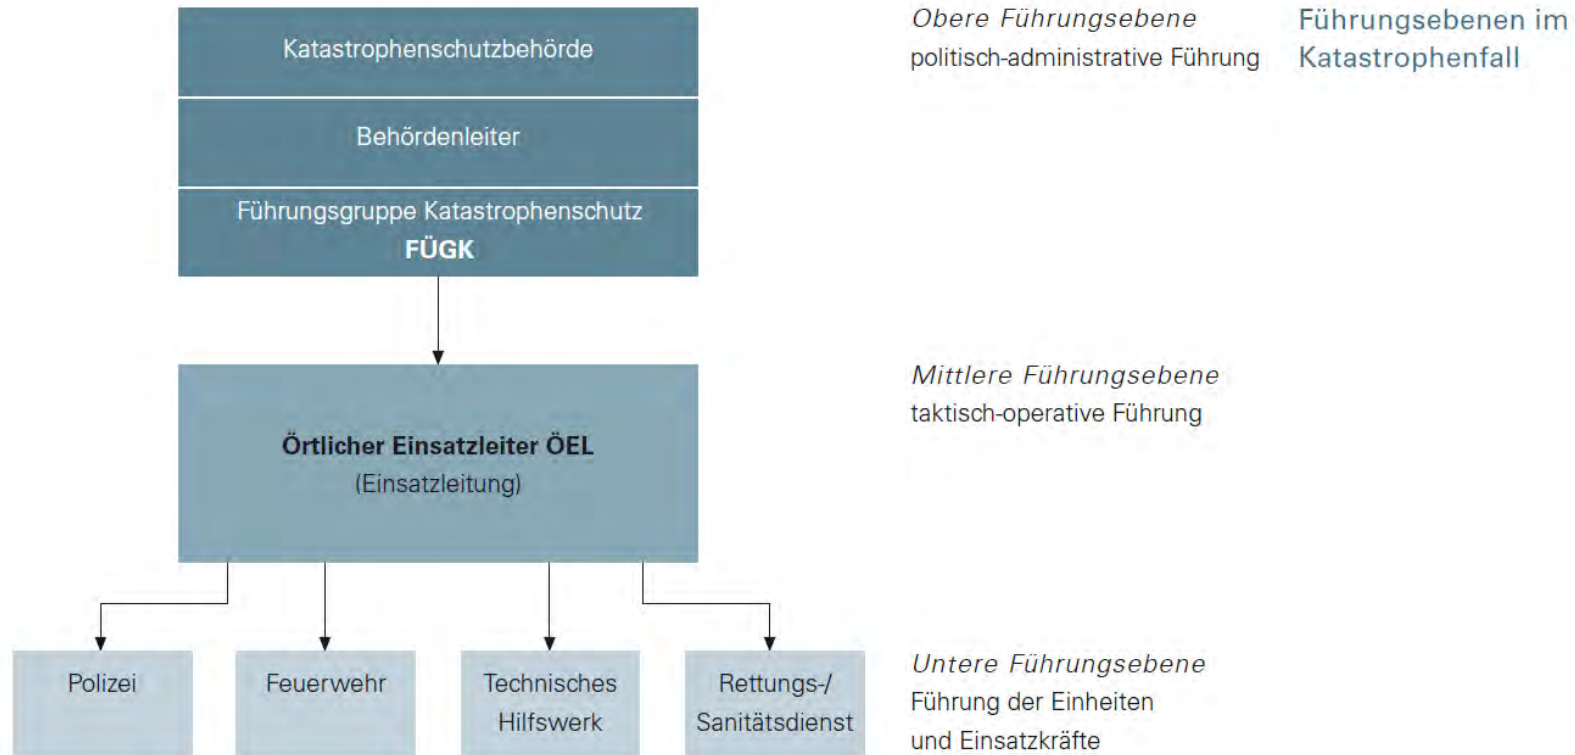 Führungsebenen im
Katastrophenfall
Katastrophenschutzbehörde
Obere Führungsebene
politisch-administrative Führung
Behördenleiter
Führungsgruppe Katastrophenschutz
FÜGK
Örtlicher Einsatzleiter ÖEL
(Einsatzleitung)
Mittlere Führungsebene
taktisch-operative Führung
Polizei
Feuerwehr
Technisches
Hilfswerk
Rettungs-/
Sanitätsdienst
Untere Führungsebene
Führung der Einheiten
und Einsatzkräfte